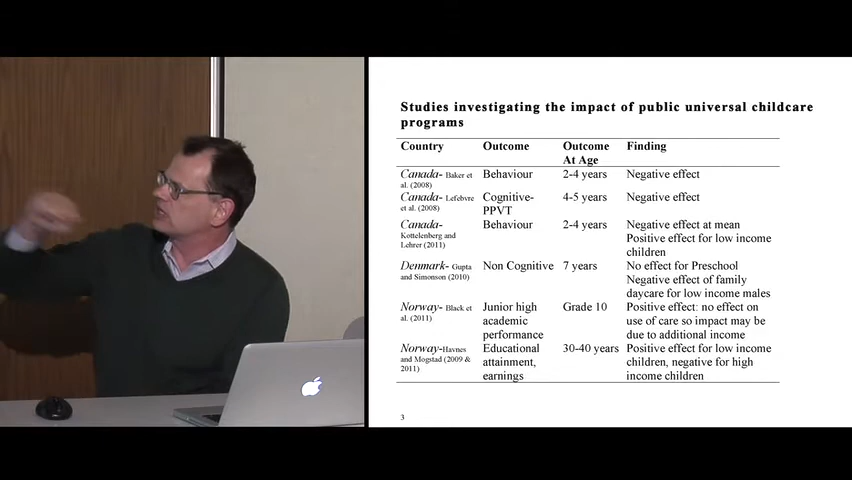 Studies investigating the impact of public universal childcare
programs
Country Outcome Outcome At Age Finding
Canada- Baker et al. (2008) Behaviour 2-4 years Negative effect
Canada- Lefebvre et al. (2008) Cognitive- PPVT 4-5 years Negative effect
Canada- Kottelenberg and Lehrer (2011) Behaviour 2-4 years Negative effect at mean Positive effect for low income children
Denmark- Gupta and Simonson (2010) Non Cognitive 7 years No effect for Preschool Negative effect of family daycare for low income males
Norway- Black et al. (2011) Junior high academic performance Grade 10 Positive effect: no effect on use of care so impact may be due to additional income
Norway-Havnes and Mogstad (2009 & 2011) Educational attainment, earnings 30-40 years Positive effect for low income children, negative for high income children
3